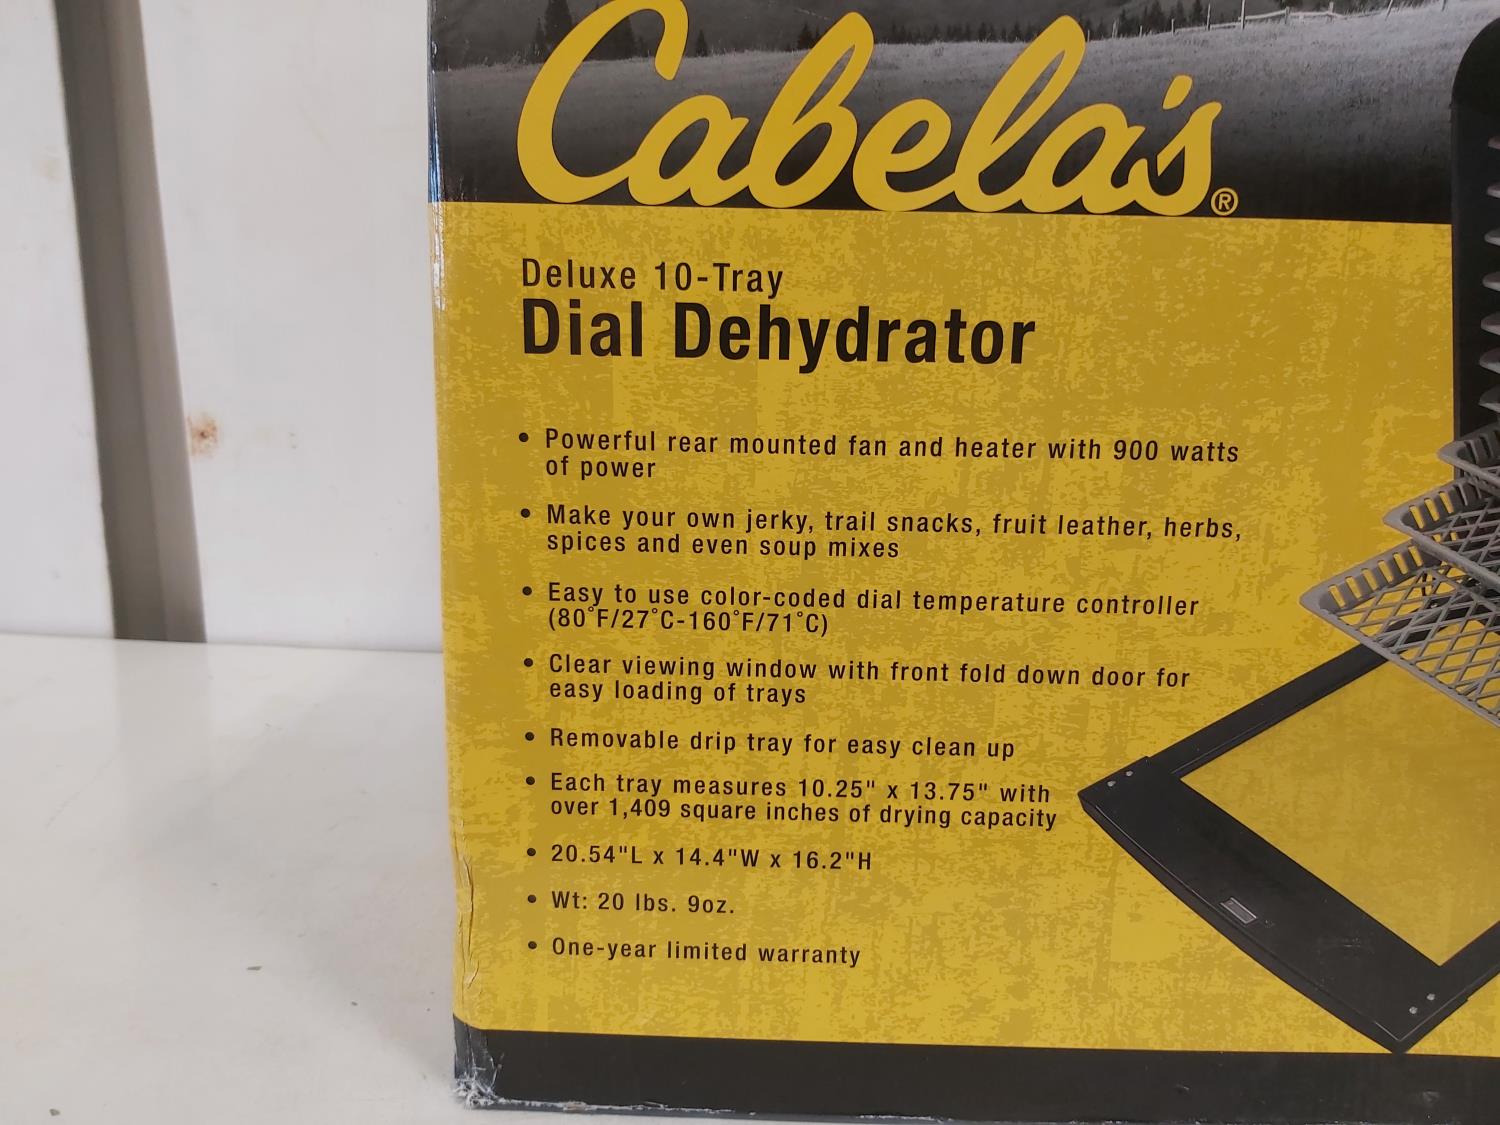 Cabela's®
Deluxe 10-Tray
Dial Dehydrator
• Powerful rear mounted fan and heater with 900 watts
of power
• Make your own jerky, trail snacks, fruit leather, herbs,
spices and even soup mixes
• Easy to use color-coded dial temperature controller
(80°F/27°C-160°F/71°C)
• Clear viewing window with front fold down door for
easy loading of trays
• Removable drip tray for easy clean up
• Each tray measures 10.25" x 13.75" with
over 1,409 square inches of drying capacity
• 20.54"L x 14.4"W x 16.2"H
• Wt: 20 lbs. 9oz.
• One-year limited warranty